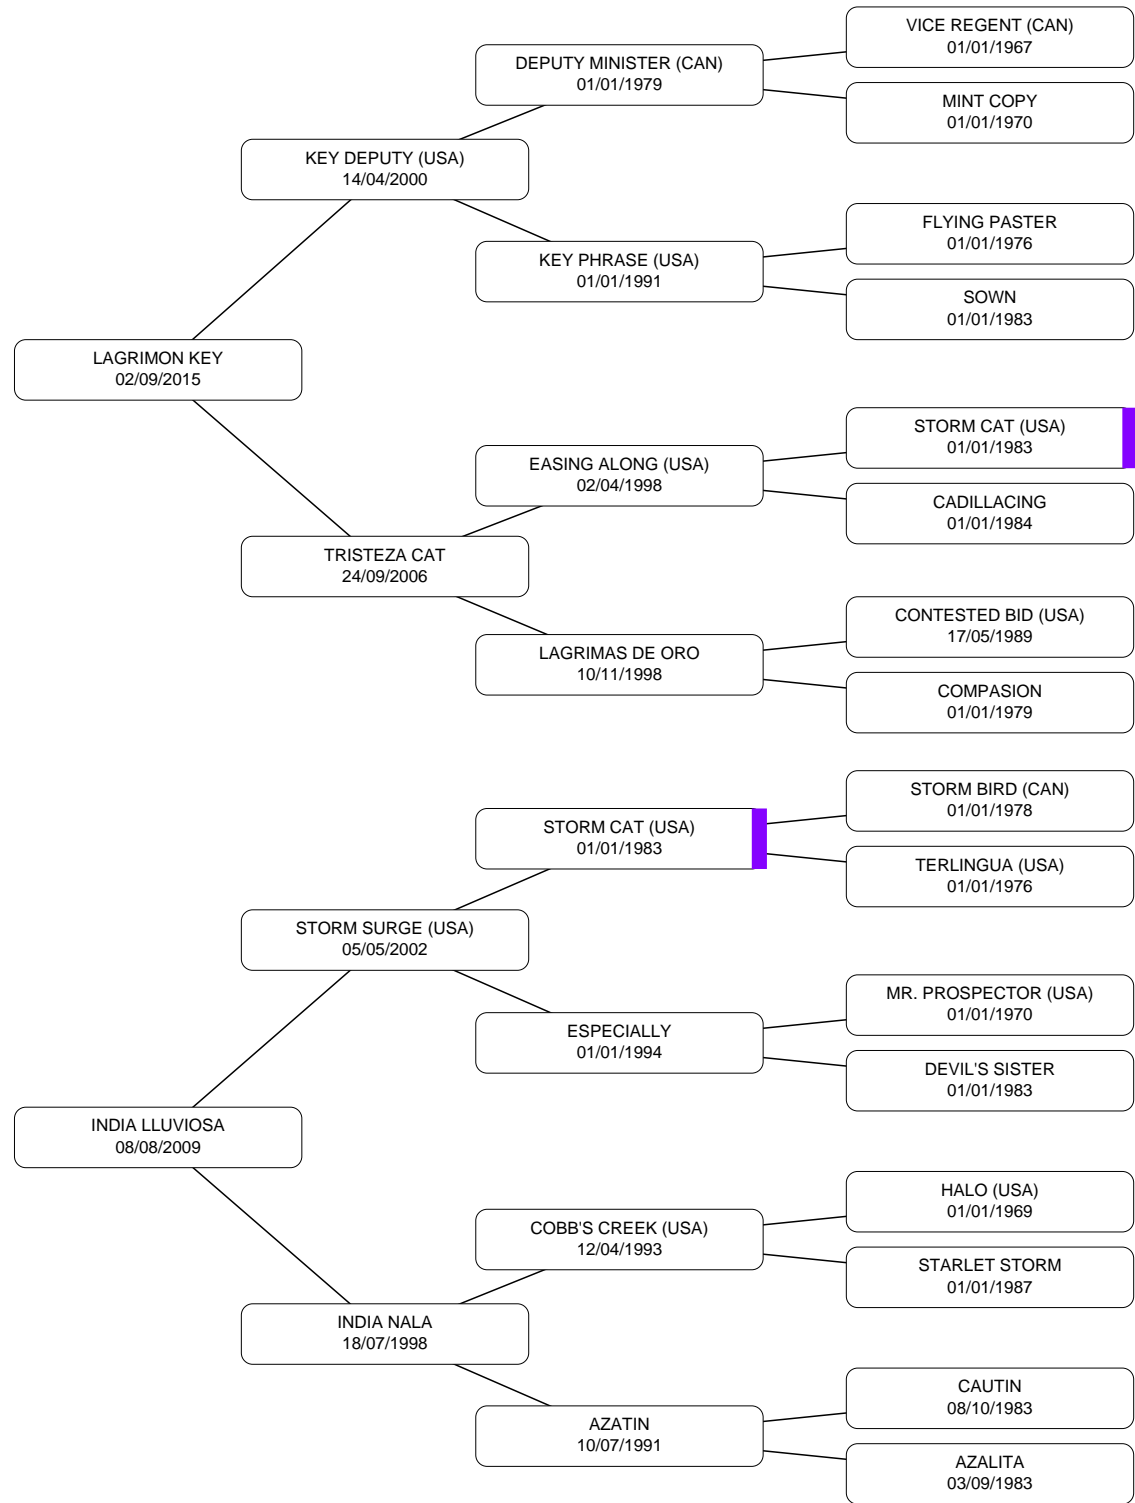 VICE REGENT (CAN)
01/01/1967
DEPUTY MINISTER (CAN)
01/01/1979
MINT COPY
01/01/1970
KEY DEPUTY (USA)
14/04/2000
FLYING PASTER
01/01/1976
KEY PHRASE (USA)
01/01/1991
SOWN
01/01/1983
LAGRIMON KEY
02/09/2015
STORM CAT (USA)
01/01/1983
EASING ALONG (USA)
02/04/1998
CADILLACING
01/01/1984
TRISTEZA CAT
24/09/2006
CONTESTED BID (USA)
17/05/1989
LAGRIMAS DE ORO
10/11/1998
COMPASION
01/01/1979
STORM BIRD (CAN)
01/01/1978
STORM CAT (USA)
01/01/1983
TERLINGUA (USA)
01/01/1976
STORM SURGE (USA)
05/05/2002
MR. PROSPECTOR (USA)
01/01/1970
ESPECIALLY
01/01/1994
DEVIL'S SISTER
01/01/1983
INDIA LLUVIOSA
08/08/2009
HALO (USA)
01/01/1969
COBB'S CREEK (USA)
12/04/1993
STARLET STORM
01/01/1987
INDIA NALA
18/07/1998
CAUTIN
08/10/1983
AZATIN
10/07/1991
AZALITA
03/09/1983